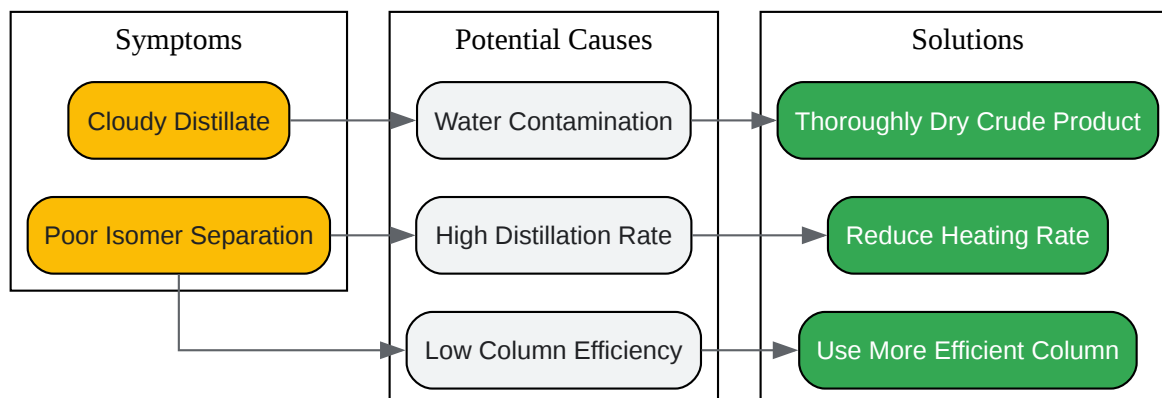 Symptoms
Potential Causes
Solutions
Cloudy Distillate
Water Contamination
Thoroughly Dry Crude Product
Poor Isomer Separation
High Distillation Rate
Reduce Heating Rate
Low Column Efficiency
Use More Efficient Column